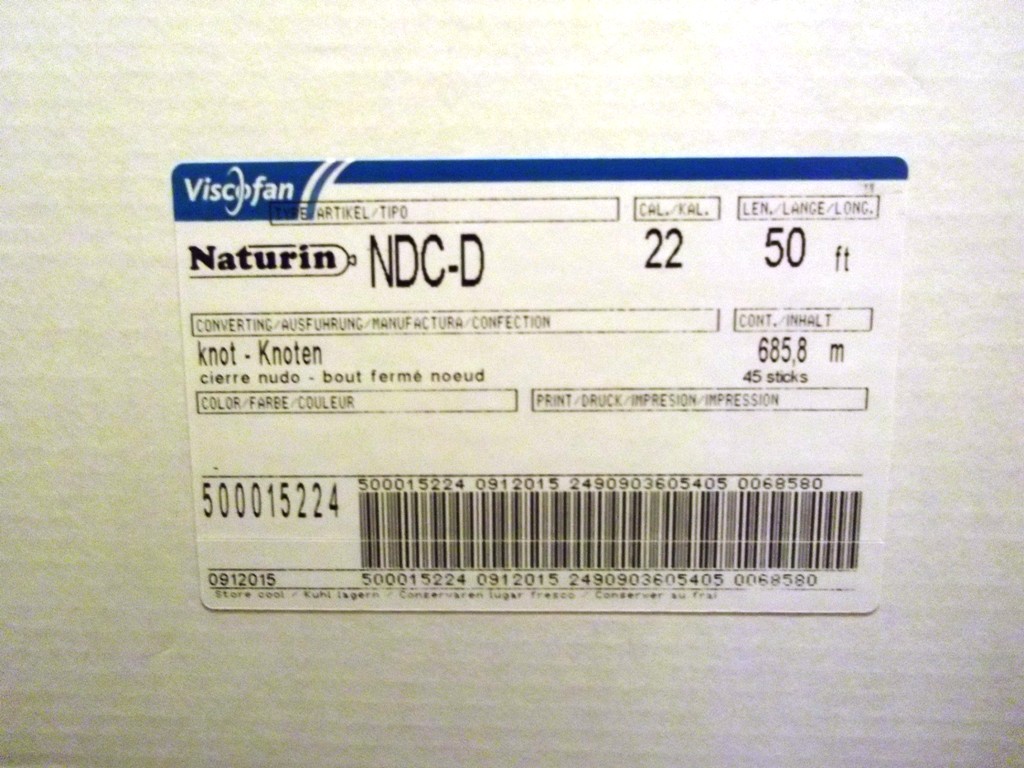 Viscofan
TYPE/ARTIKEL/TIPO CAL./KAL. LEN./LANGE/LONG.
Naturin NDC-D 22 50 ft
CONVERTING/AUSFUHRUNG/MANUFACTURA/CONFECTION CONT./INHALT
knot - Knoten 685,8 m
cierre nudo - bout fermé noeud 45 sticks
COLOR/FARBE/COULEUR PRINT/DRUCK/IMPRESION/IMPRESSION
500015224 0912015 2490903605405 0068580
500015224
0912015 500015224 0912015 2490903605405 0068580
Store cool / Kuhl lagern / Conservaren lugar fresco / Conserver au frai